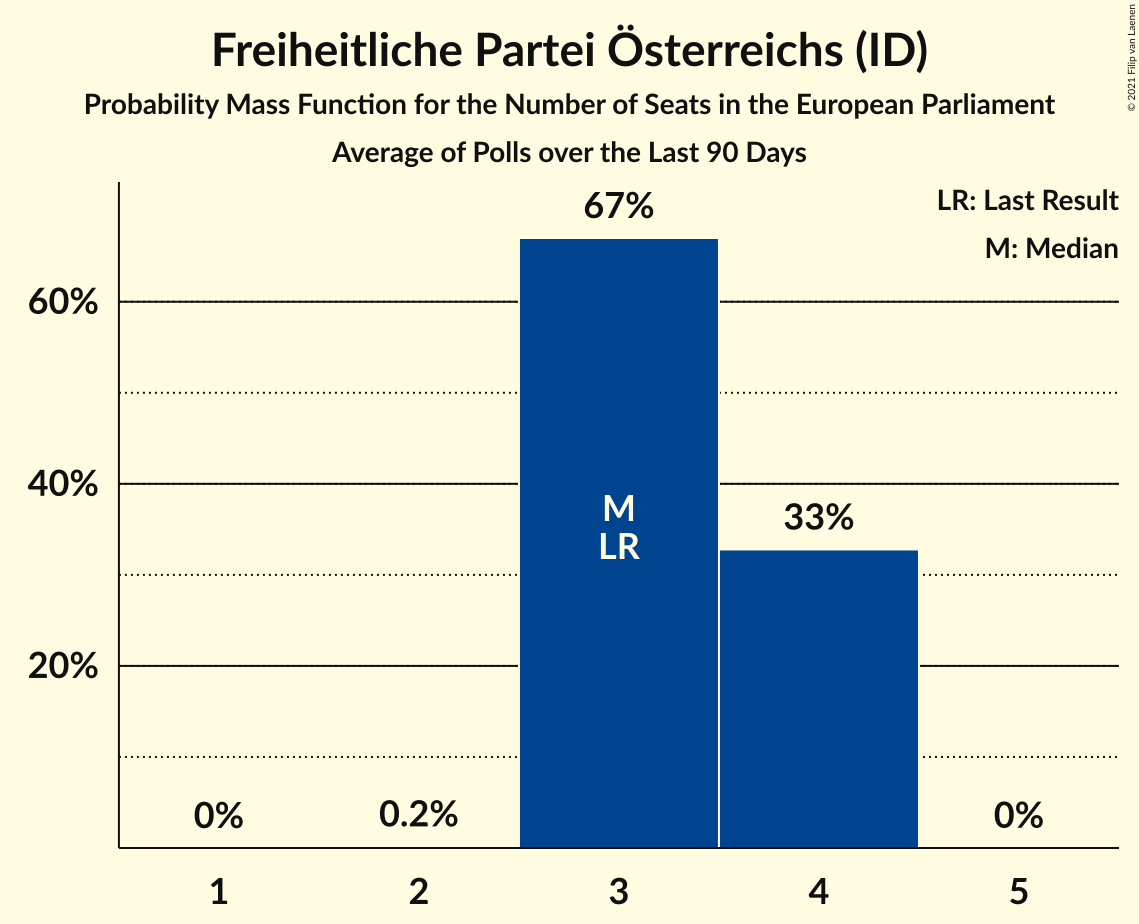 Freiheitliche Partei Österreichs (ID)
Probability Mass Function for the Number of Seats in the European Parliament
Average of Polls over the Last 90 Days
© 2021 Filip van Laenen
LR: Last Result
M: Median
67%
60%
40%
20%
M
LR
33%
0%
0.2%
0%
1
2
3
4
5